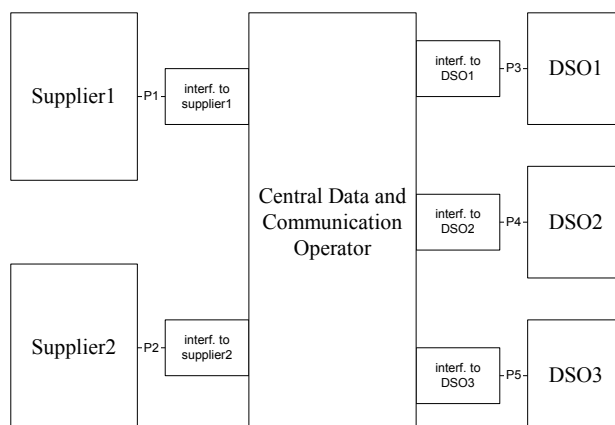 Supplier1
P1
interf. to
supplier1
Supplier2
P2
interf. to
supplier2
Central Data and
Communication
Operator
interf. to
DSO1
P3
DSO1
interf. to
DSO2
P4
DSO2
interf. to
DSO3
P5
DSO3